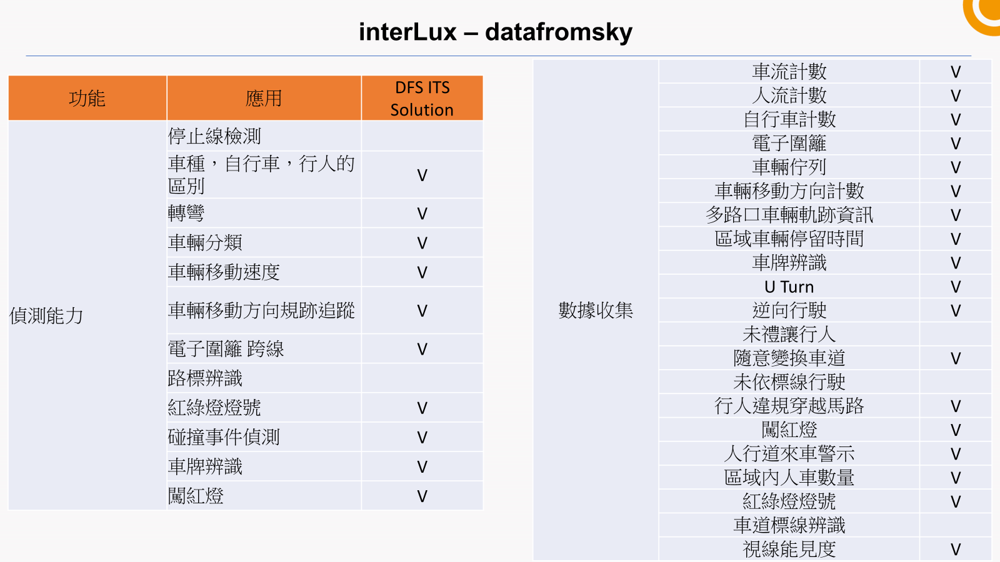 interLux – datafromsky
功能 應用 DFS ITS
Solution
偵測能力
停止線檢測
車種，自行車，行人的
區別 V
轉彎 V
車輛分類 V
車輛移動速度 V
車輛移動方向規跡追蹤 V
電子圍籬 跨線 V
路標辨識
紅綠燈燈號 V
碰撞事件偵測 V
車牌辨識 V
闖紅燈 V
數據收集
車流計數 V
人流計數 V
自行車計數 V
電子圍籬 V
車輛佇列 V
車輛移動方向計數 V
多路口車輛軌跡資訊 V
區域車輛停留時間 V
車牌辨識 V
U Turn V
逆向行駛 V
未禮讓行人
隨意變換車道 V
未依標線行駛
行人違規穿越馬路 V
闖紅燈 V
人行道來車警示 V
區域內人車數量 V
紅綠燈燈號 V
車道標線辨識
視線能見度 V